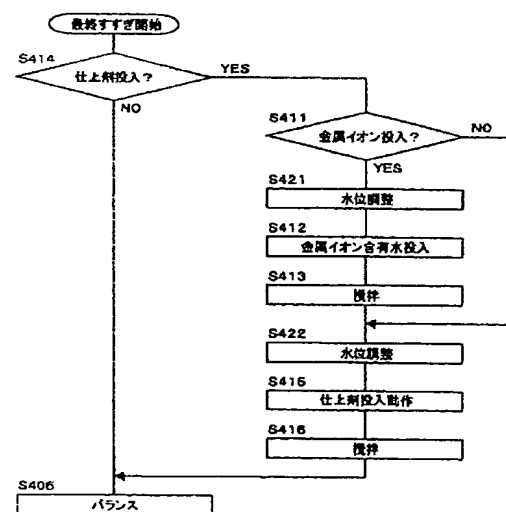 最終すすぎ開始
S414
仕上剤投入？
YES
NO
S411
金属イオン投入？
NO
YES
S421
水位調整
S412
金属イオン含有水投入
S413
攪拌
S422
水位調整
S415
仕上剤投入動作
S416
攪拌
S406
バランス